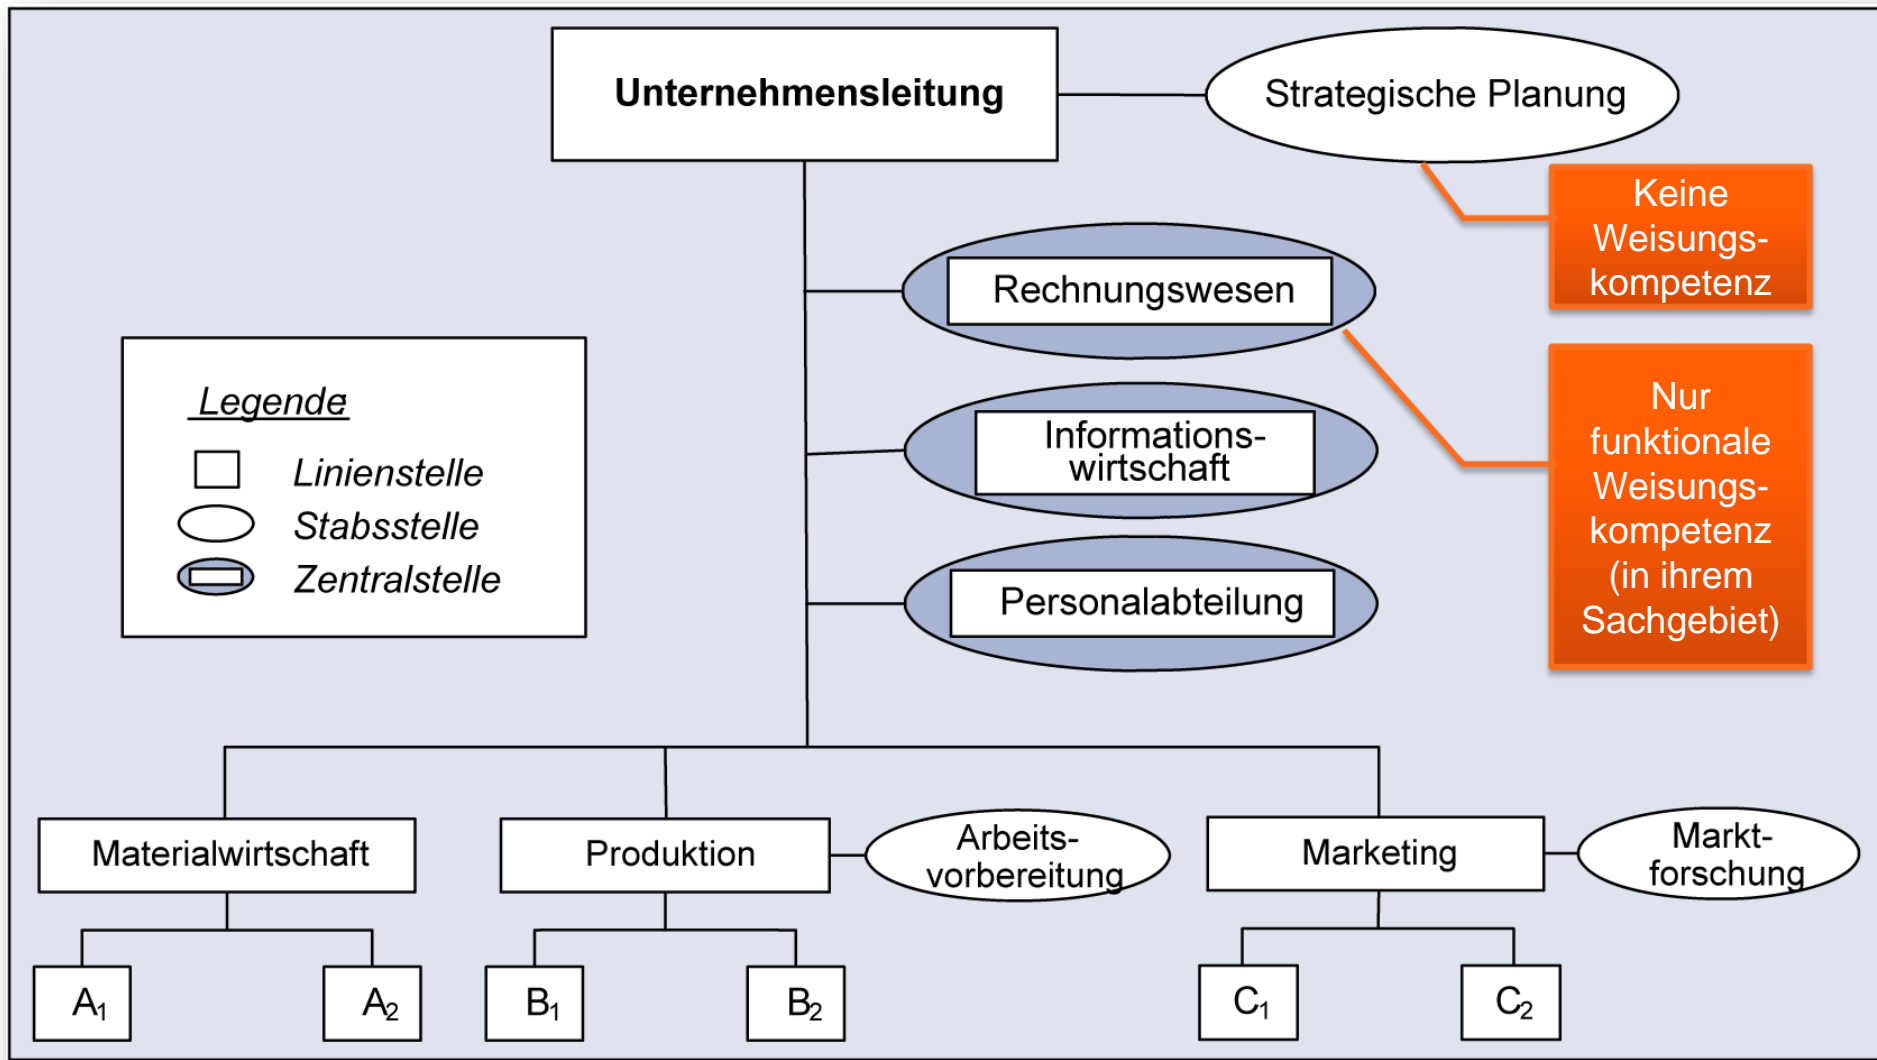 Unternehmensleitung
Strategische Planung
Keine
Weisungs-
kompetenz
Rechnungswesen
Nur
funktionale
Weisungs-
kompetenz
(in ihrem
Sachgebiet)
Legende:
Linienstelle
Stabsstelle
Zentralstelle
Informations-
wirtschaft
Personalabteilung
Materialwirtschaft
Produktion
Arbeits-
vorbereitung
Marketing
Markt-
forschung
A₁
A₂
B₁
B₂
C₁
C₂